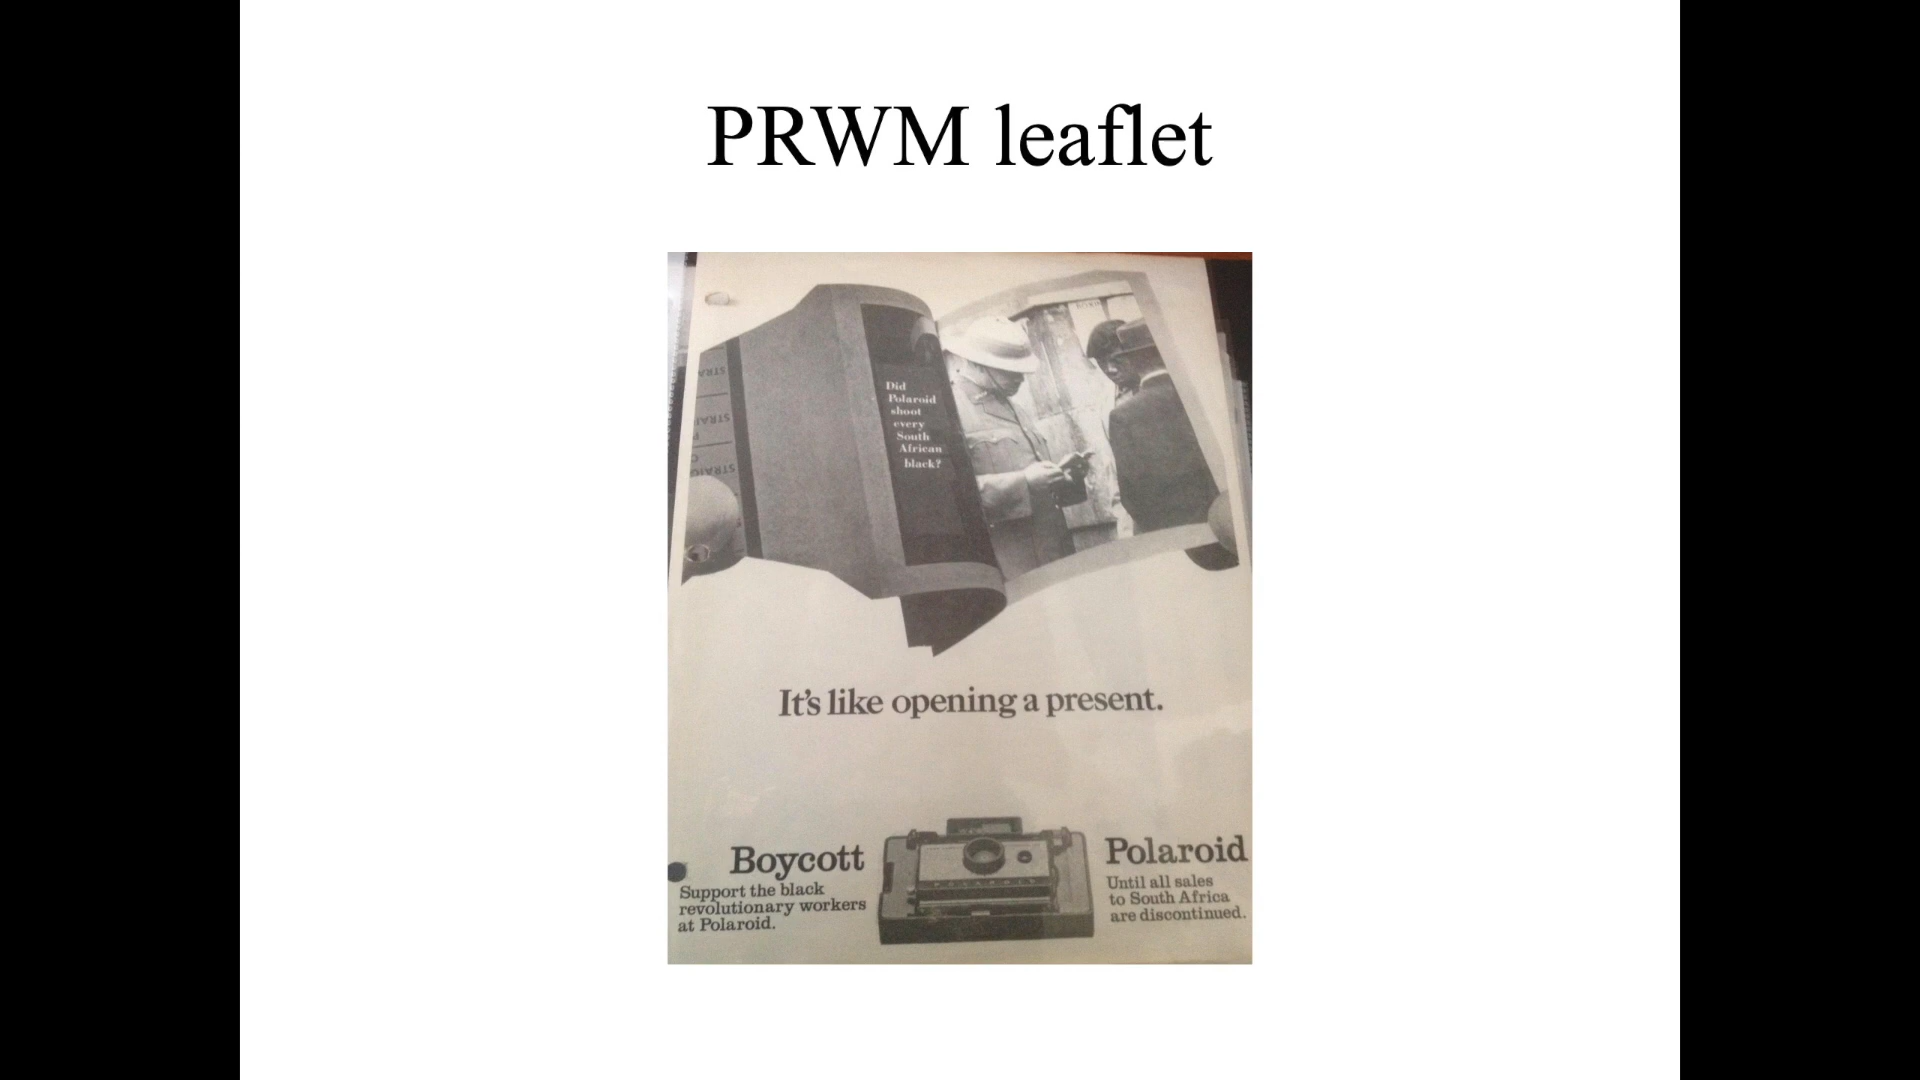 PRWM leaflet
Did
Polaroid
shoot
every
South
African
black?
It's like opening a present.
Boycott
Support the black
revolutionary workers
at Polaroid.
Polaroid
Until all sales
to South Africa
are discontinued.